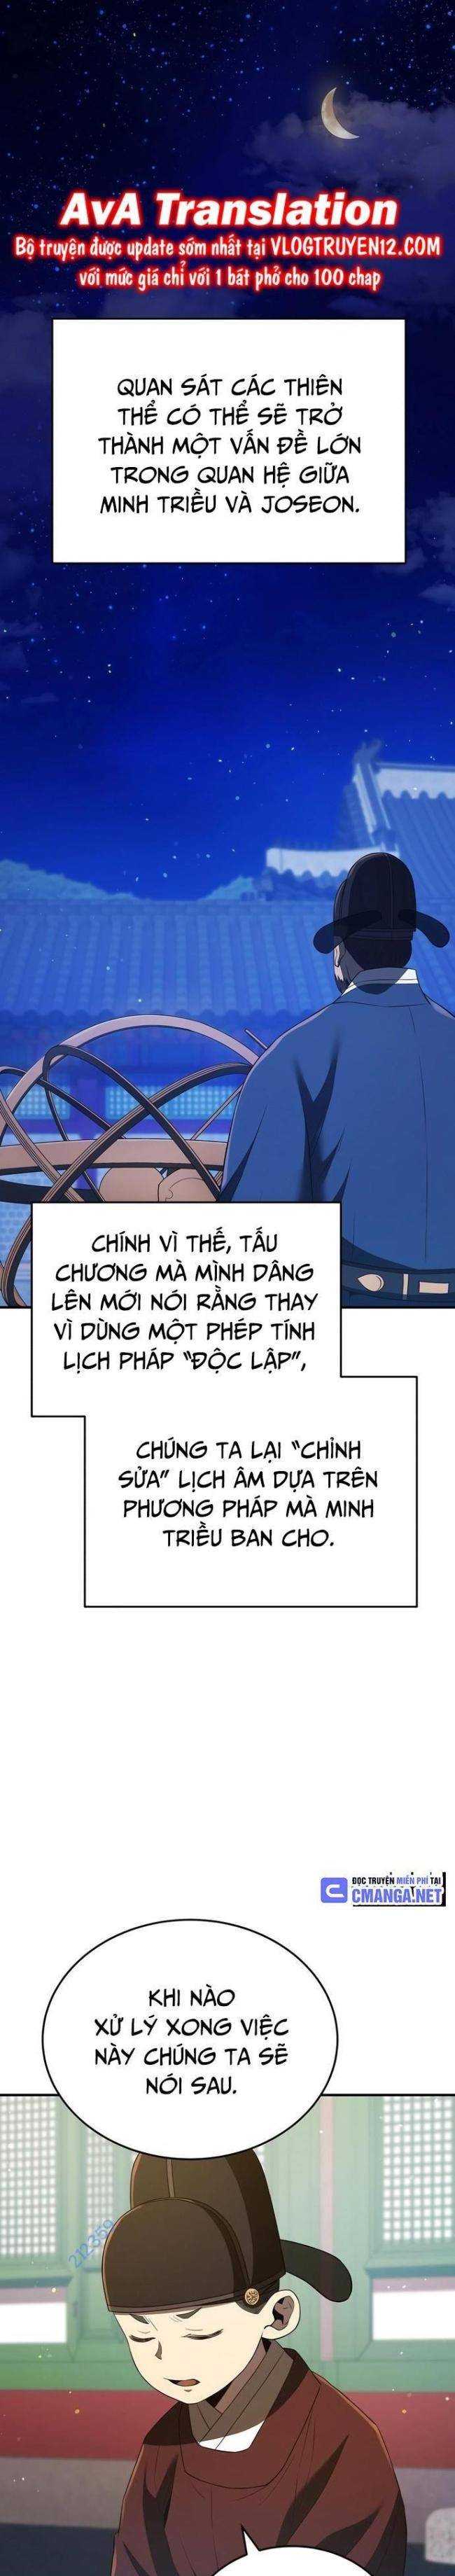 AvA Translation
Bộ truyện được update sớm nhất tại VLOGTRUYEN12.COM
với mức giá chỉ với 1 bát phở cho 100 chap
QUAN SÁT CÁC THIÊN
THỂ CÓ THỂ SẼ TRỞ
THÀNH MỘT VẤN ĐỀ LỚN
TRONG QUAN HỆ GIỮA
MINH TRIỀU VÀ JOSEON.
CHÍNH VÌ THẾ, TẤU
CHƯƠNG MÀ MÌNH DÂNG
LÊN MỚI NÓI RẰNG THAY
VÌ DÙNG MỘT PHÉP TÍNH
LỊCH PHÁP "ĐỘC LẬP",
CHÚNG TA LẠI "CHỈNH
SỬA" LỊCH ÂM DỰA TRÊN
PHƯƠNG PHÁP MÀ MINH
TRIỀU BAN CHO.
ĐỌC TRUYỆN MIỄN PHÍ TẠI
CMANGA.NET
KHI NÀO
XỬ LÝ XONG VIỆC
NÀY CHÚNG TA SẼ
NÓI SAU.
212359